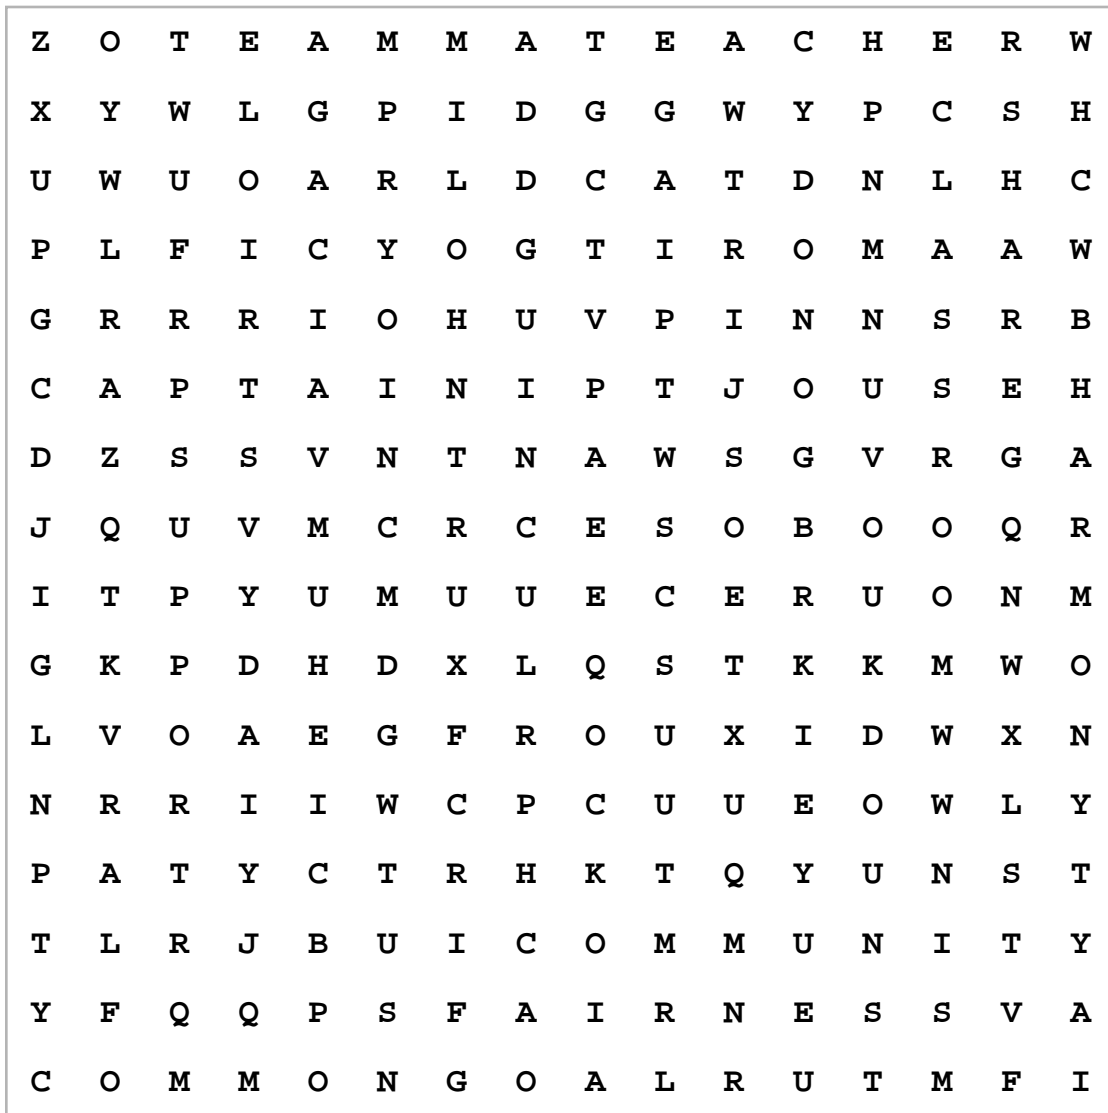 Z O T E A M M A T E A C H E R W
X Y W L G P I D G G W Y P C S H
U W U O A R L D C A T D N L H C
P L F I C Y O G T I R O M A A W
G R R R I O H U V P I N N S R B
C A P T A I N I P T J O U S E H
D Z S S V N T N A W S G V R G A
J Q U V M C R C E S O B O O Q R
I T P Y U M U U E C E R U O N M
G K P D H D X L Q S T K K M W O
L V O A E G F R O U X I D W X N
N R R I I W C P C U U E O W L Y
P A T Y C T R H K T Q Y U N S T
T L R J B U I C O M M U N I T Y
Y F Q Q P S F A I R N E S S V A
C O M M O N G O A L R U T M F I